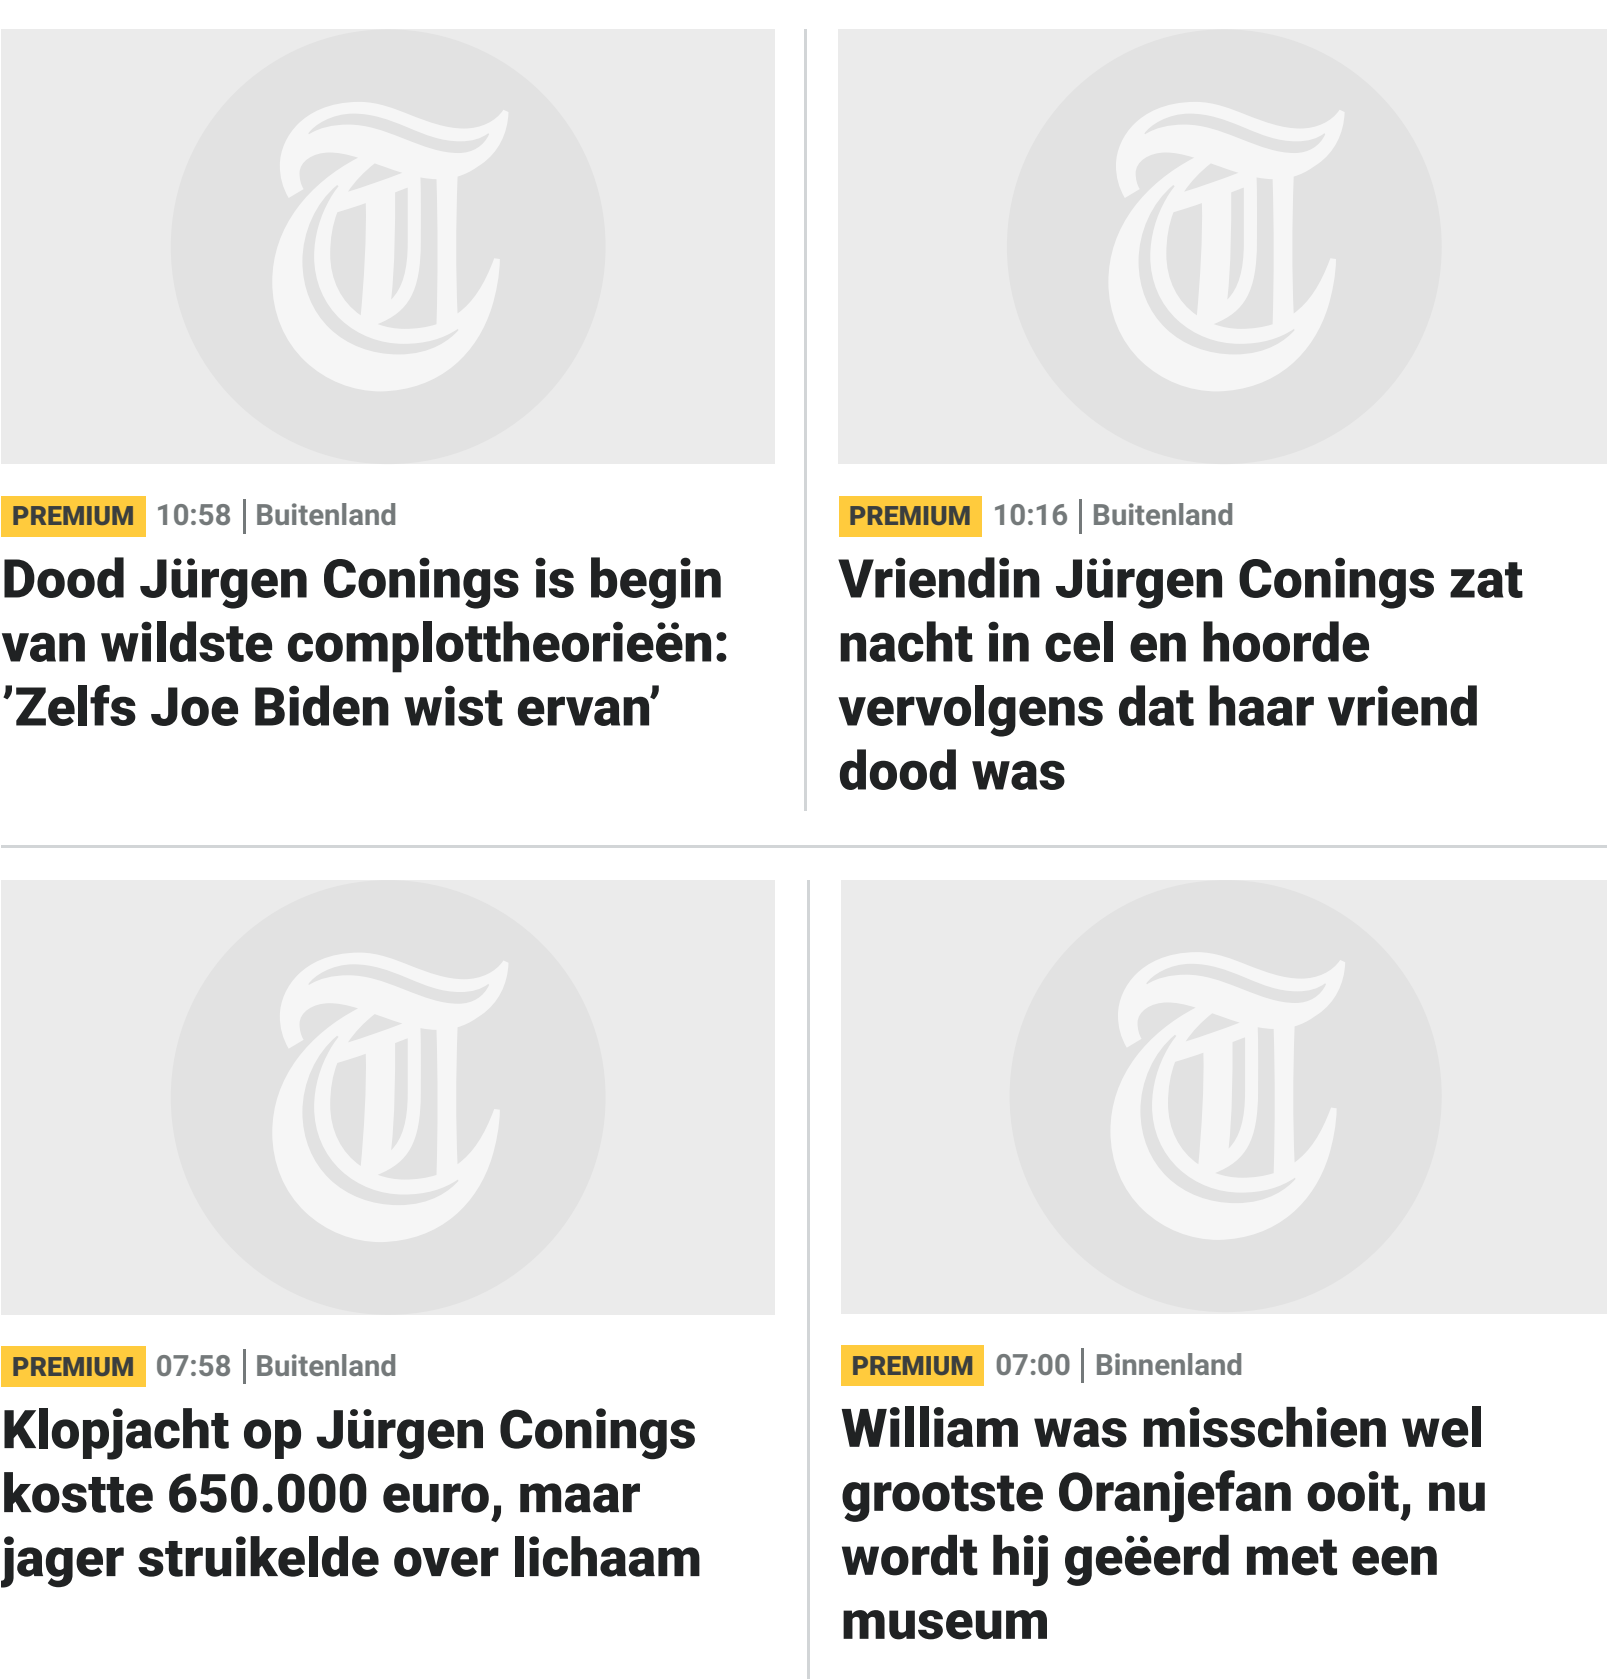 PREMIUM 10:58 | Buitenland
Dood Jürgen Conings is begin
van wildste complottheorieën:
’Zelfs Joe Biden wist ervan’
PREMIUM 10:16 | Buitenland
Vriendin Jürgen Conings zat
nacht in cel en hoorde
vervolgens dat haar vriend
dood was
PREMIUM 07:58 | Buitenland
Klopjacht op Jürgen Conings
kostte 650.000 euro, maar
jager struikelde over lichaam
PREMIUM 07:00 | Binnenland
William was misschien wel
grootste Oranjefan ooit, nu
wordt hij geëerd met een
museum